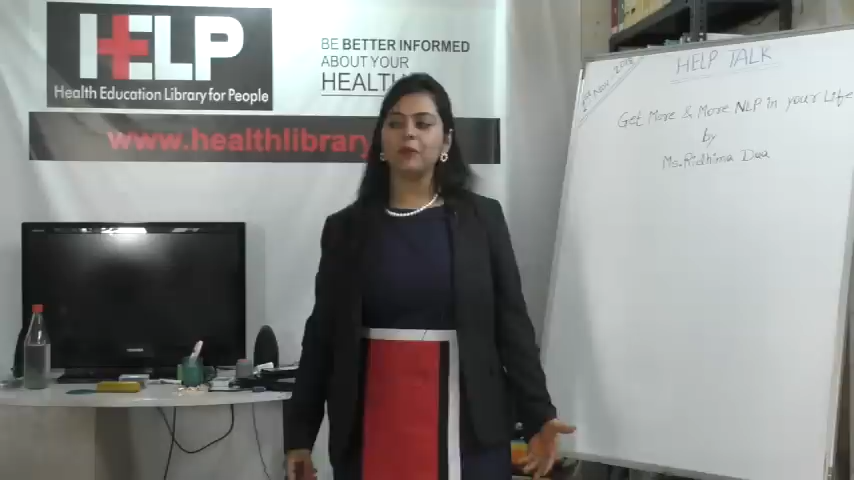 HELP
Health Education Library for People
BE BETTER INFORMED
ABOUT YOUR
HEALTH
www.healthlibrary
HELP TALK
Get More & More NLP in your Life
by
Ms. Ridhima